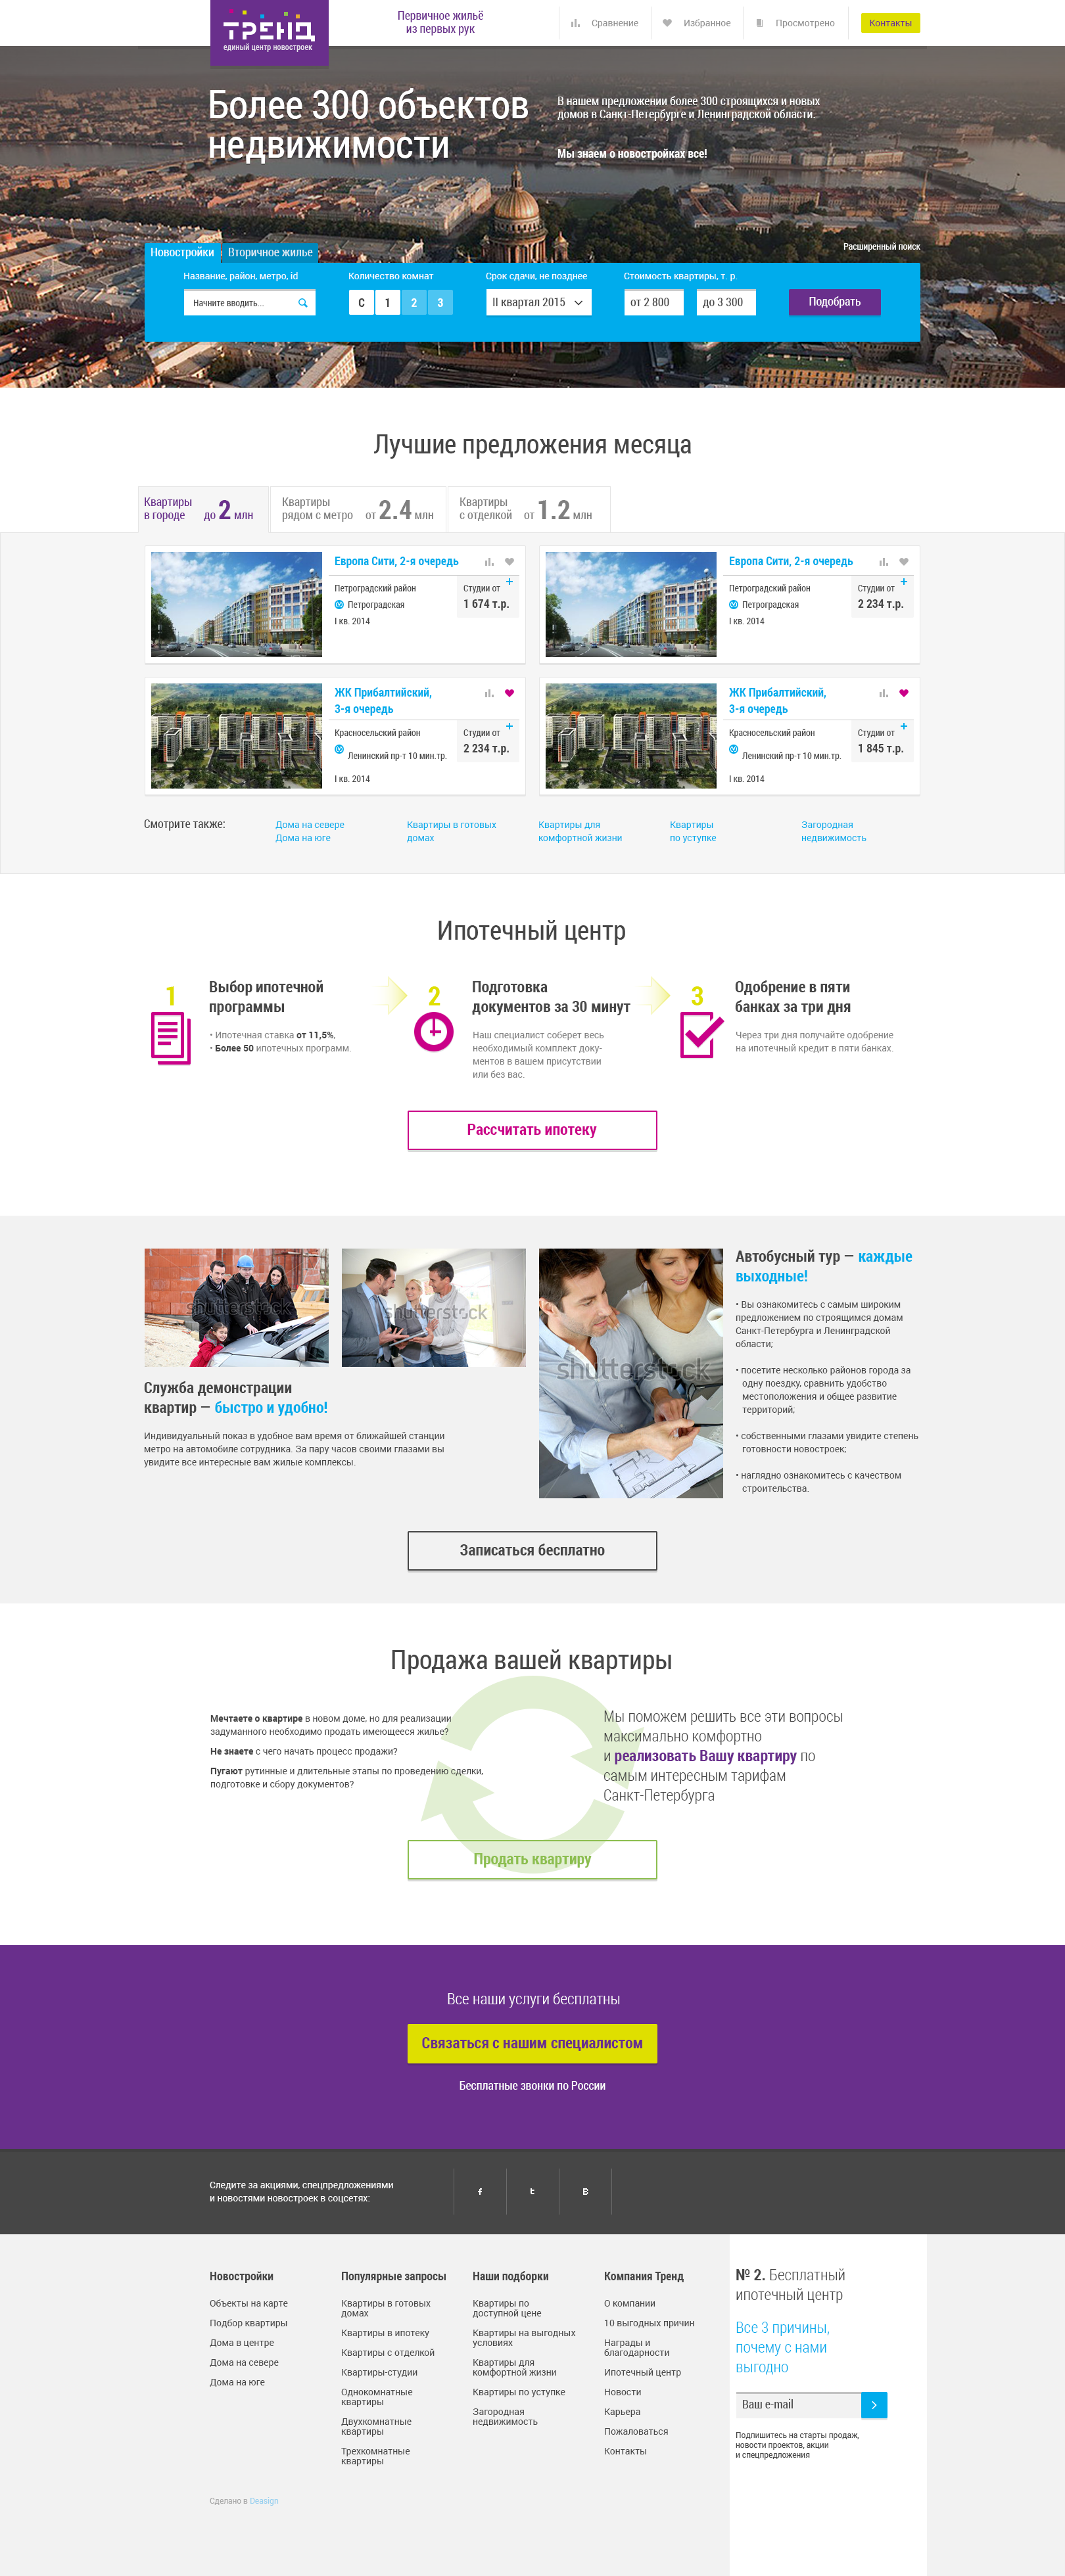 ТРЕНД
единый центр новостроек
Первичное жильё
из первых рук
Сравнение
Избранное
Просмотрено
Контакты
Более 300 объектов
недвижимости
В нашем предложении более 300 строящихся и новых
домов в Санкт-Петербурге и Ленинградской области.
Мы знаем о новостройках все!
Новостройки
Вторичное жилье
Расширенный поиск
Название, район, метро, id
Количество комнат
Срок сдачи, не позднее
Стоимость квартиры, т. р.
Начните вводить...
С
1
2
3
II квартал 2015
от 2 800
до 3 300
Подобрать
Лучшие предложения месяца
Квартиры
в городе
до 2 млн
Квартиры
рядом с метро
от 2.4 млн
Квартиры
с отделкой
от 1.2 млн
Европа Сити, 2-я очередь
Петроградский район
Петроградская
I кв. 2014
Студии от
1 674 т.р.
Европа Сити, 2-я очередь
Петроградский район
Петроградская
I кв. 2014
Студии от
2 234 т.р.
ЖК Прибалтийский,
3-я очередь
Красносельский район
Ленинский пр-т 10 мин.тр.
I кв. 2014
Студии от
2 234 т.р.
ЖК Прибалтийский,
3-я очередь
Красносельский район
Ленинский пр-т 10 мин.тр.
I кв. 2014
Студии от
1 845 т.р.
Смотрите также:
Дома на севере
Дома на юге
Квартиры в готовых
домах
Квартиры для
комфортной жизни
Квартиры
по уступке
Загородная
недвижимость
Ипотечный центр
1
Выбор ипотечной
программы
• Ипотечная ставка от 11,5%.
• Более 50 ипотечных программ.
2
Подготовка
документов за 30 минут
Наш специалист соберет весь
необходимый комплект доку-
ментов в вашем присутствии
или без вас.
3
Одобрение в пяти
банках за три дня
Через три дня получайте одобрение
на ипотечный кредит в пяти банках.
Рассчитать ипотеку
shutterstock
shutterstock
shutterstock
Служба демонстрации
квартир — быстро и удобно!
Индивидуальный показ в удобное вам время от ближайшей станции
метро на автомобиле сотрудника. За пару часов своими глазами вы
увидите все интересные вам жилые комплексы.
Автобусный тур — каждые
выходные!
• Вы ознакомитесь с самым широким
предложением по строящимся домам
Санкт-Петербурга и Ленинградской
области;
• посетите несколько районов города за
одну поездку, сравнить удобство
местоположения и общее развитие
территорий;
• собственными глазами увидите степень
готовности новостроек;
• наглядно ознакомитесь с качеством
строительства.
Записаться бесплатно
Продажа вашей квартиры
Мечтаете о квартире в новом доме, но для реализации
задуманного необходимо продать имеющееся жилье?
Не знаете с чего начать процесс продажи?
Пугают рутинные и длительные этапы по проведению сделки,
подготовке и сбору документов?
Мы поможем решить все эти вопросы
максимально комфортно
и реализовать Вашу квартиру по
самым интересным тарифам
Санкт-Петербурга
Продать квартиру
Все наши услуги бесплатны
Связаться с нашим специалистом
Бесплатные звонки по России
Следите за акциями, спецпредложениями
и новостями новостроек в соцсетях:
f
t
B
Новостройки
Объекты на карте
Подбор квартиры
Дома в центре
Дома на севере
Дома на юге
Популярные запросы
Квартиры в готовых
домах
Квартиры в ипотеку
Квартиры с отделкой
Квартиры-студии
Однокомнатные
квартиры
Двухкомнатные
квартиры
Трехкомнатные
квартиры
Наши подборки
Квартиры по
доступной цене
Квартиры на выгодных
условиях
Квартиры для
комфортной жизни
Квартиры по уступке
Загородная
недвижимость
Компания Тренд
О компании
10 выгодных причин
Награды и
благодарности
Ипотечный центр
Новости
Карьера
Пожаловаться
Контакты
№ 2. Бесплатный
ипотечный центр
Все 3 причины,
почему с нами
выгодно
Ваш e-mail
Подпишитесь на старты продаж,
новости проектов, акции
и спецпредложения
Сделано в Deasign